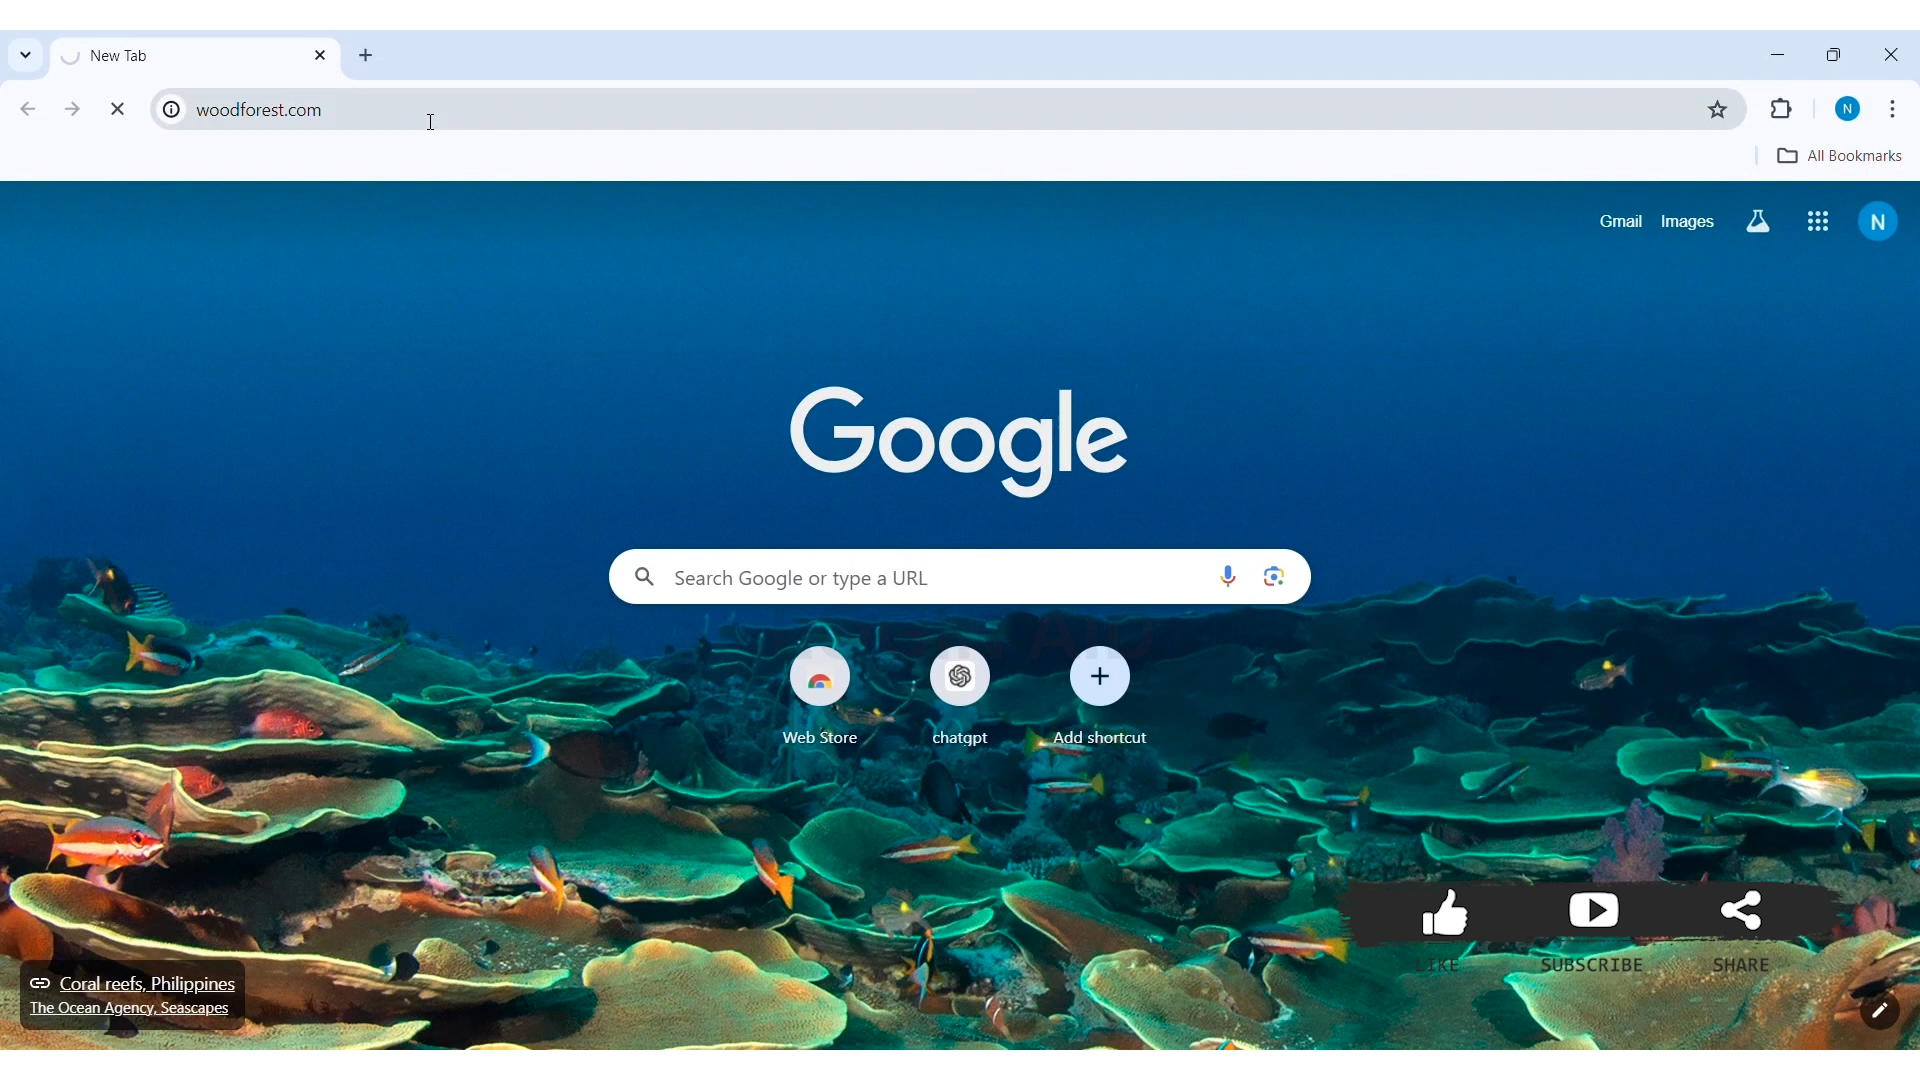 New Tab
woodforest.com
All Bookmarks
Gmail Images
N
N
Google
Search Google or type a URL
Web Store chatgpt Add shortcut
LIKE SUBSCRIBE SHARE
Coral reefs, Philippines
The Ocean Agency, Seascapes